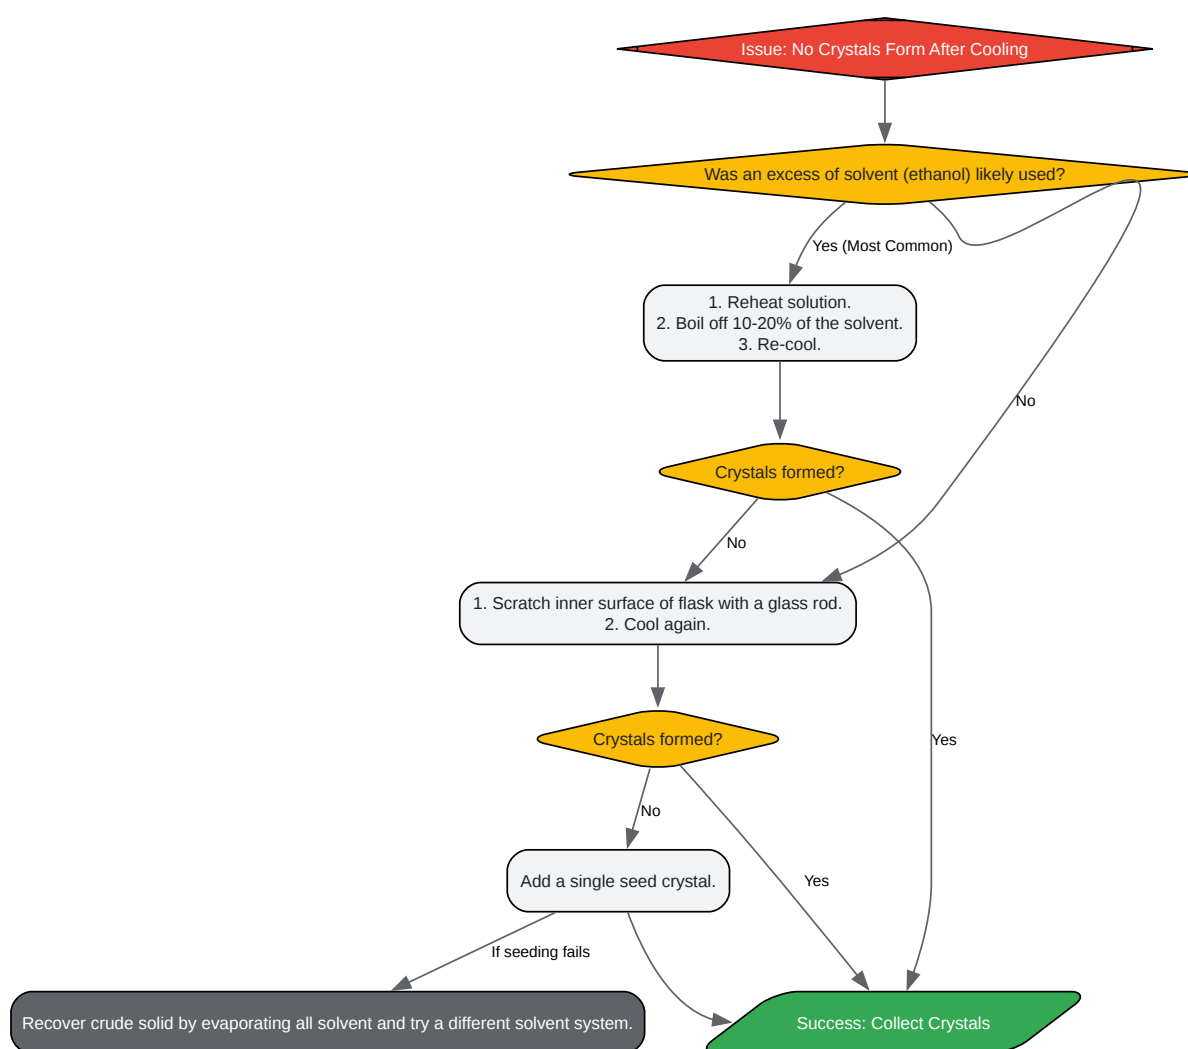 Issue: No Crystals Form After Cooling
Was an excess of solvent (ethanol) likely used?
Yes (Most Common)
1. Reheat solution.
2. Boil off 10-20% of the solvent.
3. Re-cool.
No
Crystals formed?
No
1. Scratch inner surface of flask with a glass rod.
2. Cool again.
Yes
Crystals formed?
No
Add a single seed crystal.
Yes
If seeding fails
Recover crude solid by evaporating all solvent and try a different solvent system.
Success: Collect Crystals